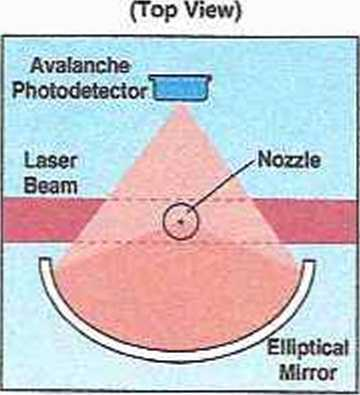 (Top View)
Avalanche
Photodetector
Laser
Beam
Nozzle
Elliptical
Mirror